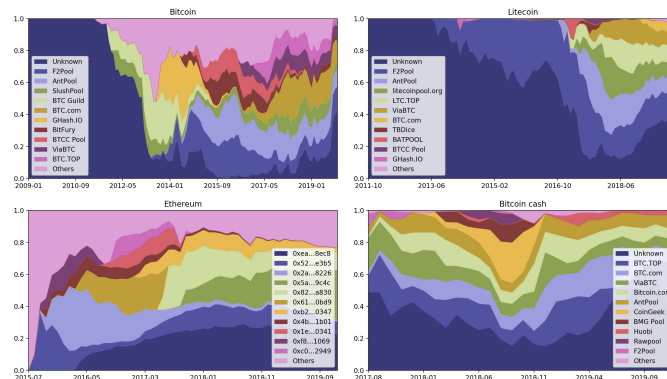 Bitcoin
1.0
0.8
0.6
0.4
0.2
0.0
Unknown
F2Pool
AntPool
SlushPool
BTC Guild
BTC.com
GHash.IO
BitFury
BTCC Pool
ViaBTC
BTC.TOP
Others
2009-01 2010-09 2012-05 2014-01 2015-09 2017-05 2019-01
Litecoin
1.0
0.8
0.6
0.4
0.2
0.0
Unknown
F2Pool
AntPool
litecoinpool.org
LTC.TOP
ViaBTC
BTC.com
TBDice
BATPOOL
BTCC Pool
GHash.IO
Others
2011-10 2013-06 2015-02 2016-10 2018-06
Ethereum
1.0
0.8
0.6
0.4
0.2
0.0
0xea...8ec8
0x52...e3b5
0x2a...8226
0x5a...9c4c
0x82...a830
0x61...0bd9
0xb2...0347
0x4b...1b01
0x1e...0341
0xf8...1069
0xc0...2949
Others
2015-07 2016-05 2017-03 2018-01 2018-11 2019-09
Bitcoin cash
1.0
0.8
0.6
0.4
0.2
0.0
Unknown
BTC.TOP
BTC.com
ViaBTC
Bitcoin.com
AntPool
CoinGeek
BMG Pool
Huobi
Rawpool
F2Pool
Others
2017-08 2018-01 2018-06 2018-11 2019-04 2019-09